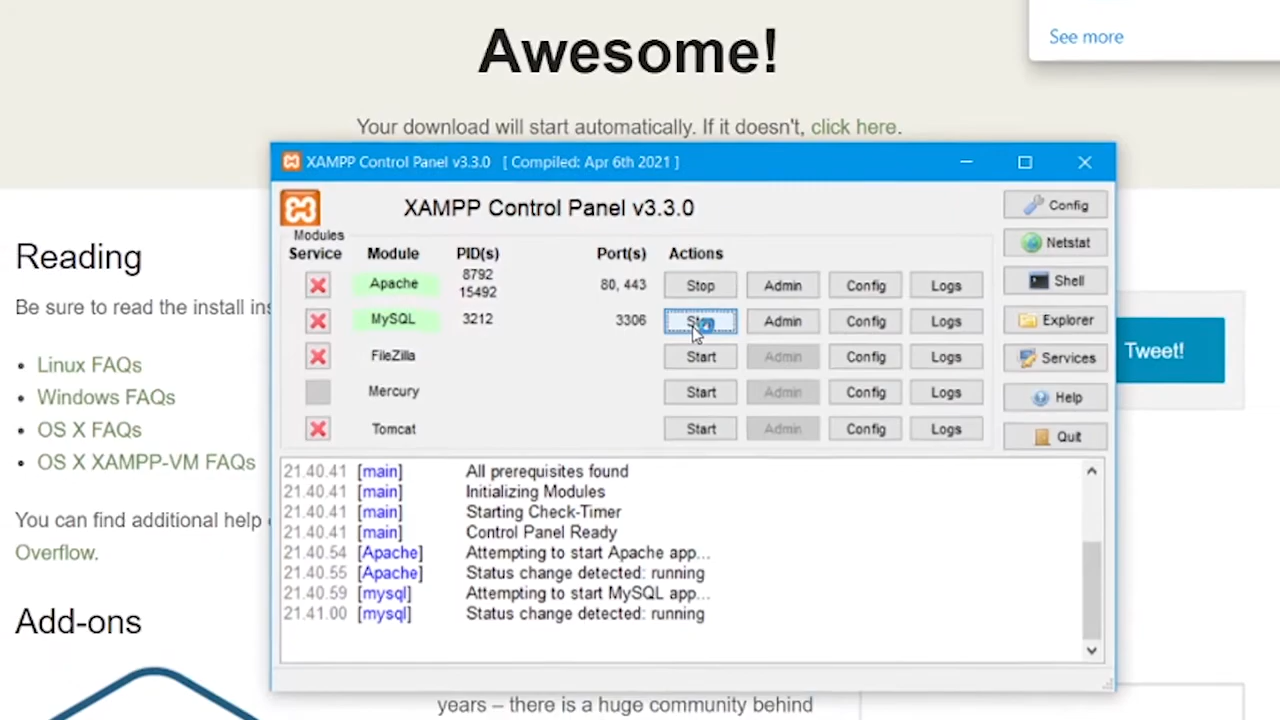 Awesome!
See more
Your download will start automatically. If it doesn't, click here.
XAMPP Control Panel v3.3.0 [ Compiled: Apr 6th 2021 ]
XAMPP Control Panel v3.3.0
Config
Modules
Service Module PID(s) Port(s) Actions
Netstat
Apache 8792 15492 80, 443 Stop Admin Config Logs
Shell
MySQL 3212 3306 Stop Admin Config Logs
Explorer
FileZilla Start Admin Config Logs
Services
Mercury Start Admin Config Logs
Help
Tomcat Start Admin Config Logs
Quit
21.40.41 [main] All prerequisites found
21.40.41 [main] Initializing Modules
21.40.41 [main] Starting Check-Timer
21.40.41 [main] Control Panel Ready
21.40.54 [Apache] Attempting to start Apache app...
21.40.55 [Apache] Status change detected: running
21.40.59 [mysql] Attempting to start MySQL app...
21.41.00 [mysql] Status change detected: running
Reading
Be sure to read the install
Linux FAQs
Windows FAQs
OS X FAQs
OS X XAMPP-VM FAQs
You can find additional help
Overflow.
Add-ons
Tweet!
years – there is a huge community behind